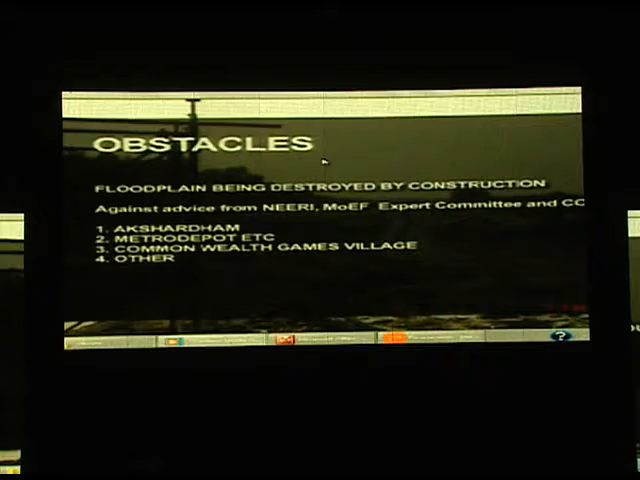 OBSTACLES
FLOODPLAIN BEING DESTROYED BY CONSTRUCTION
Against advice from NEERI, MoEF Expert Committee and CC
1. AKSHARDHAM
2. METRODEPOT ETC
3. COMMON WEALTH GAMES VILLAGE
4. OTHER
?